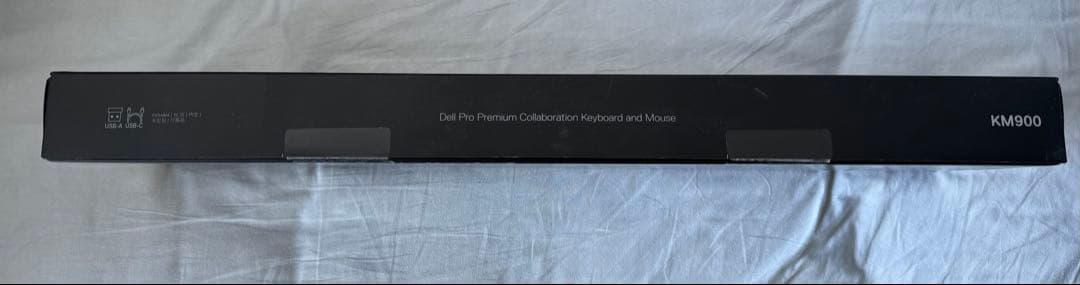 USB-A USB-C
Dell Pro Premium Collaboration Keyboard and Mouse
KM900